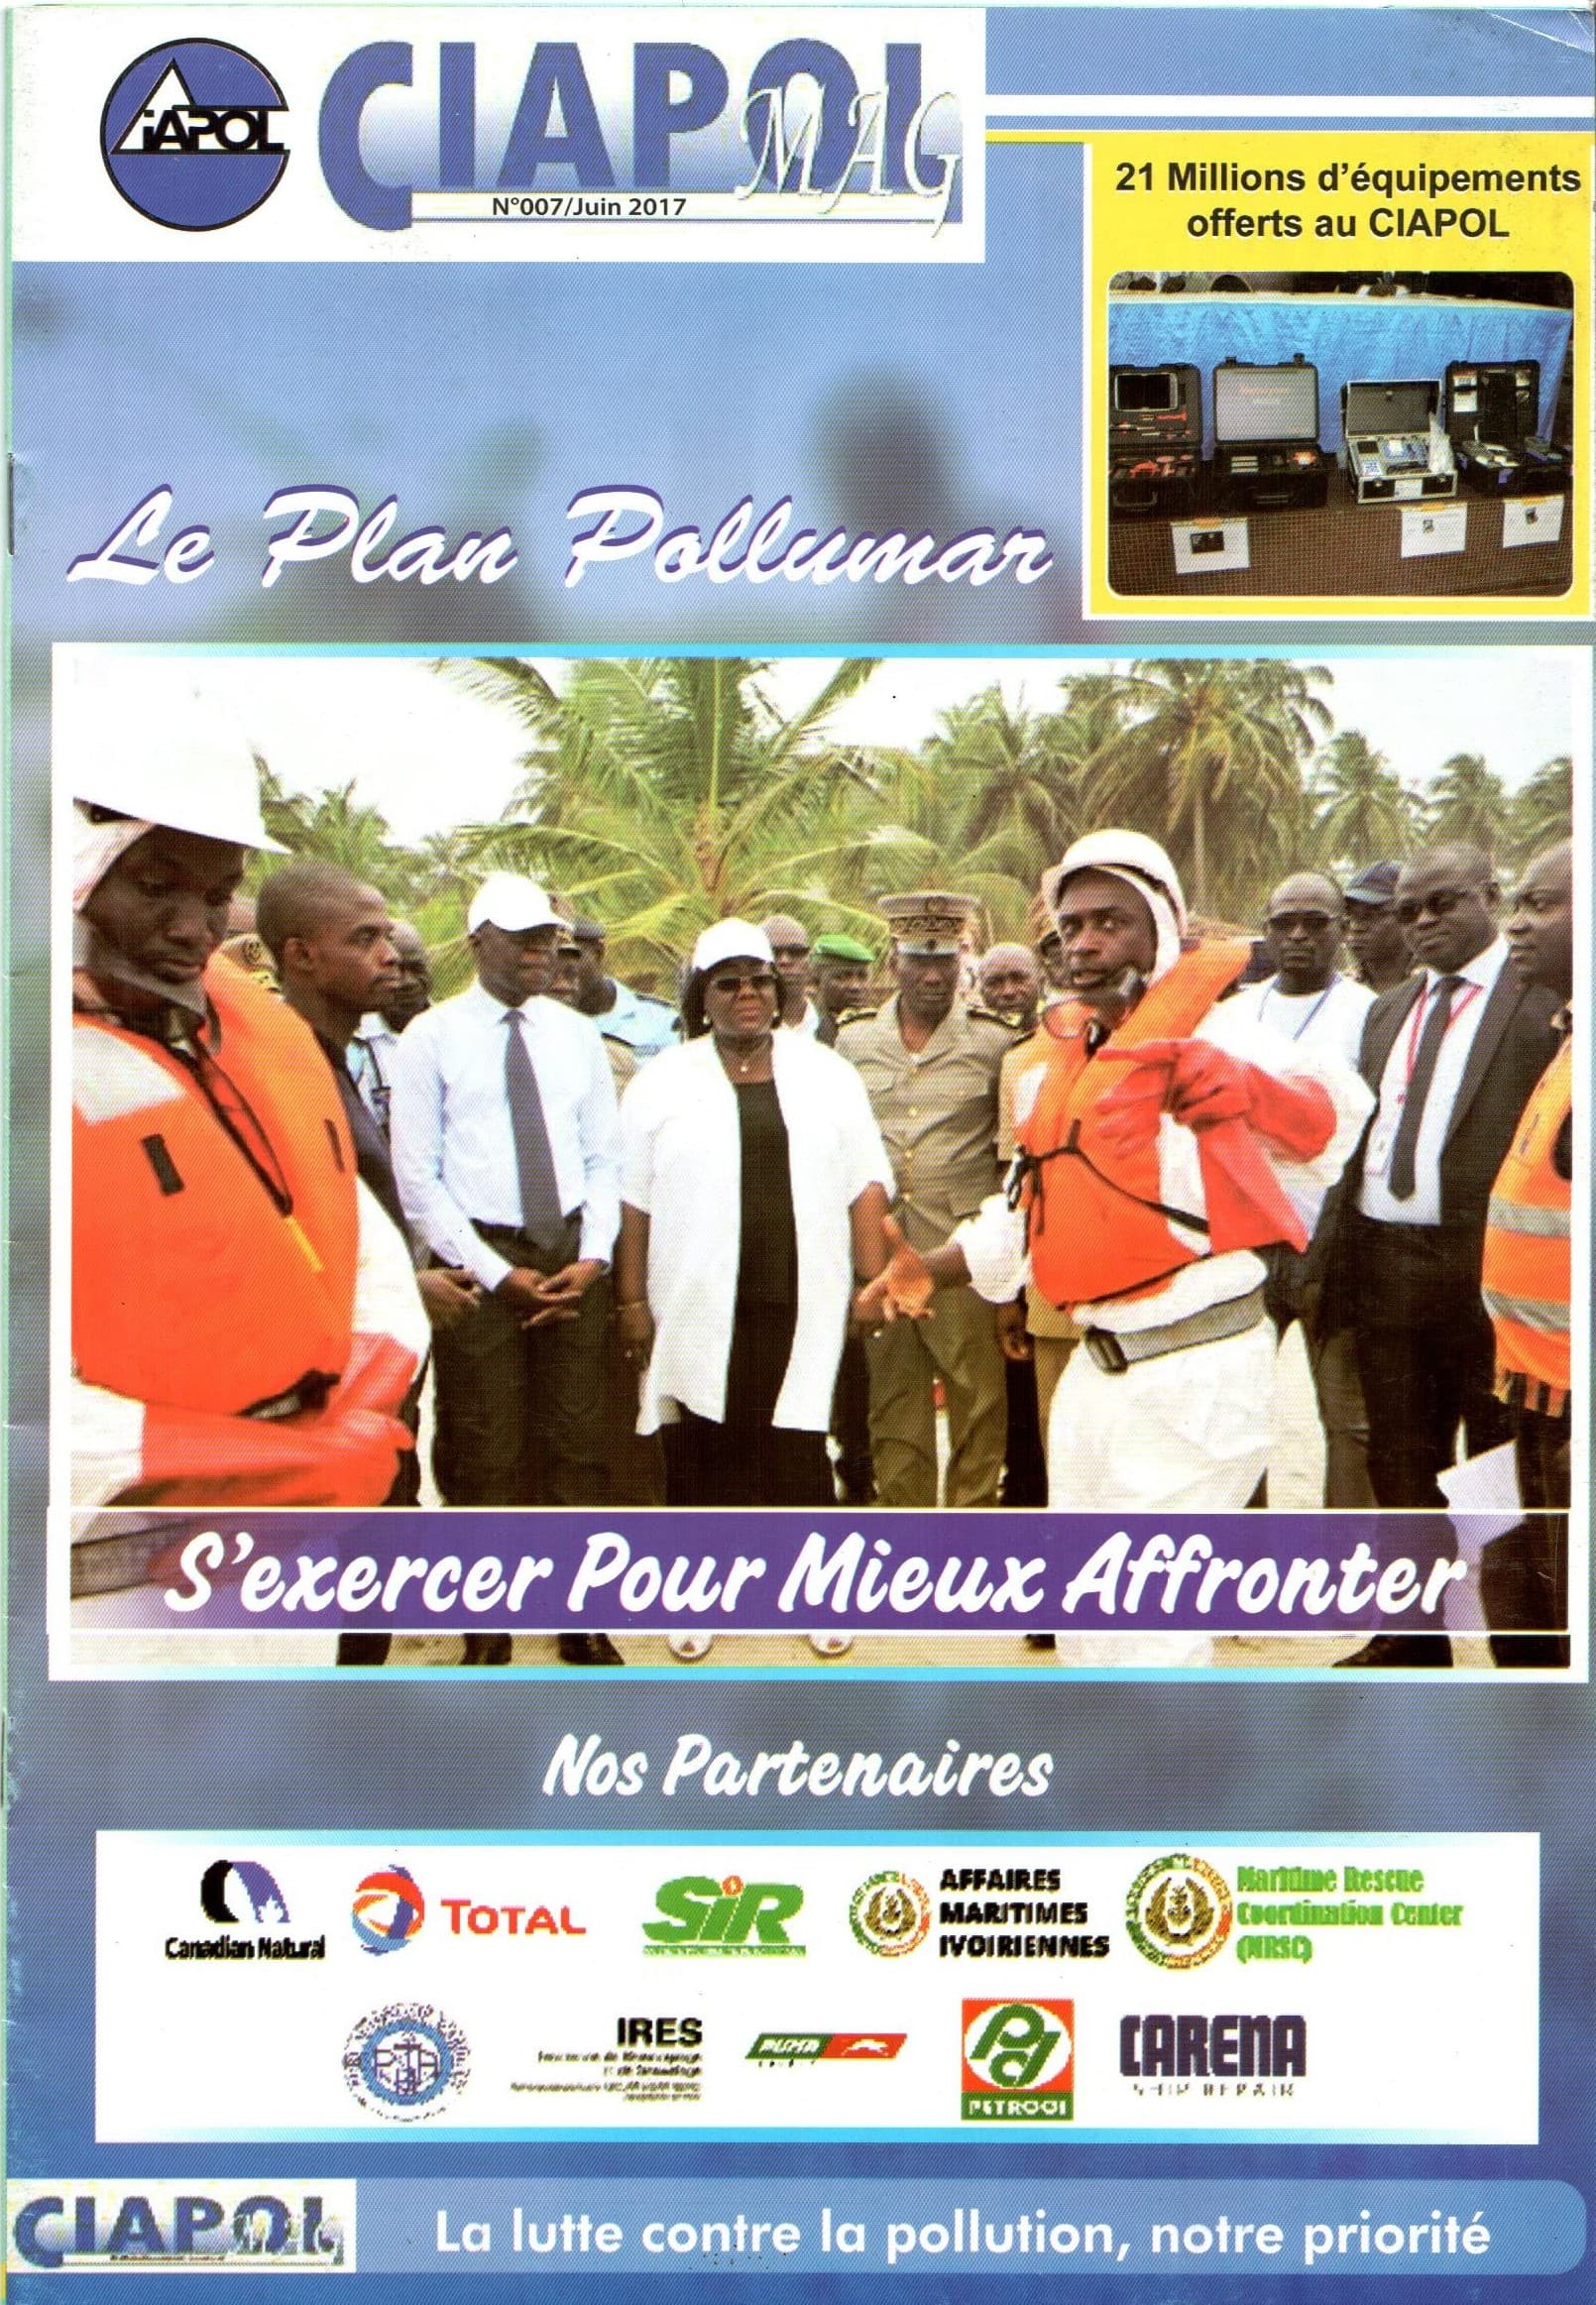 CIAPOL
CIAPOL
MAG
N°007/Juin 2017
21 Millions d'équipements
offerts au CIAPOL
Le Plan Pollumar
S'exercer Pour Mieux Affronter
Nos Partenaires
Canadian Natural
TOTAL
SIR
AFFAIRES
MARITIMES
IVOIRIENNES
Maritime Rescue
Coordination Center
(MRSC)
IRES
PETROCI
CARENA
SHIP REPAIR
CIAPOL
La lutte contre la pollution, notre priorité